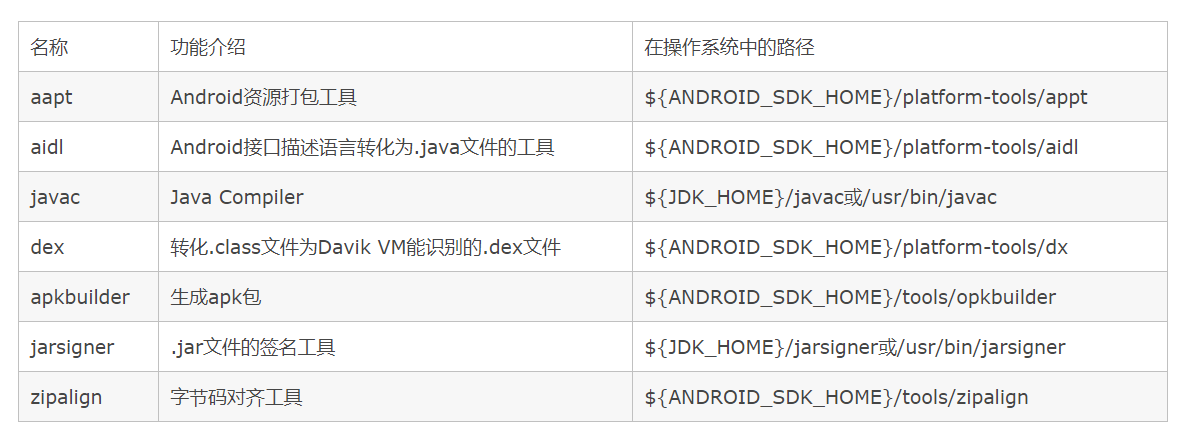 名称 功能介绍 在操作系统中的路径
aapt Android资源打包工具 ${ANDROID_SDK_HOME}/platform-tools/appt
aidl Android接口描述语言转化为.java文件的工具 ${ANDROID_SDK_HOME}/platform-tools/aidl
javac Java Compiler ${JDK_HOME}/javac或/usr/bin/javac
dex 转化.class文件为Davik VM能识别的.dex文件 ${ANDROID_SDK_HOME}/platform-tools/dx
apkbuilder 生成apk包 ${ANDROID_SDK_HOME}/tools/opkbuilder
jarsigner .jar文件的签名工具 ${JDK_HOME}/jarsigner或/usr/bin/jarsigner
zipalign 字节码对齐工具 ${ANDROID_SDK_HOME}/tools/zipalign